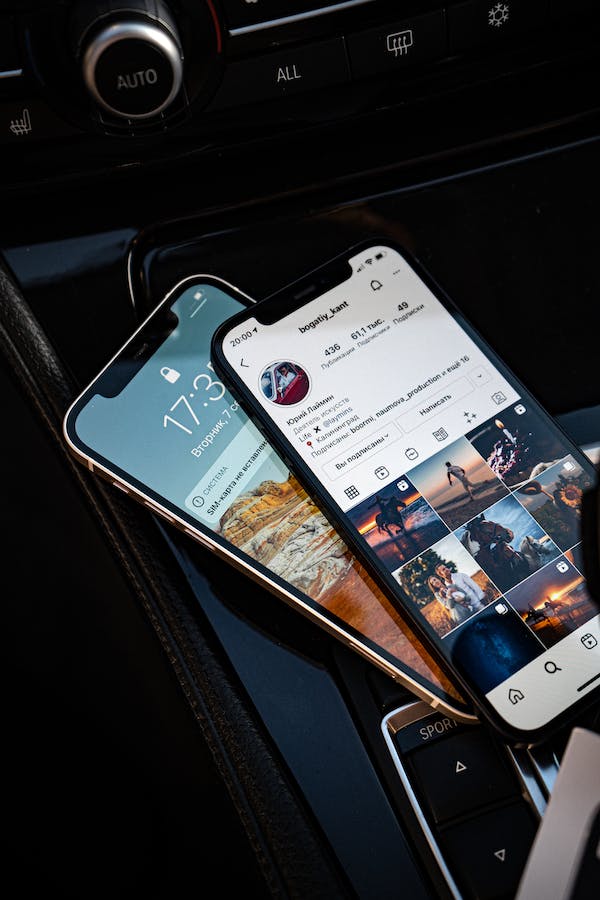 AUTO
ALL
17:3
Вторник, 7
СИСТЕМА
SIM-карта не вставлен
20:00
bogatiy_kant
436 61,1 тыс. 49
Публикации Подписчики Подписки
Юрий Лаймин
Деятель искусств
Life ✖ @laymins
📍 Калининград
Подписаны: boormi, naumova_production и ещё 16
Вы подписаны Написать
SPORT